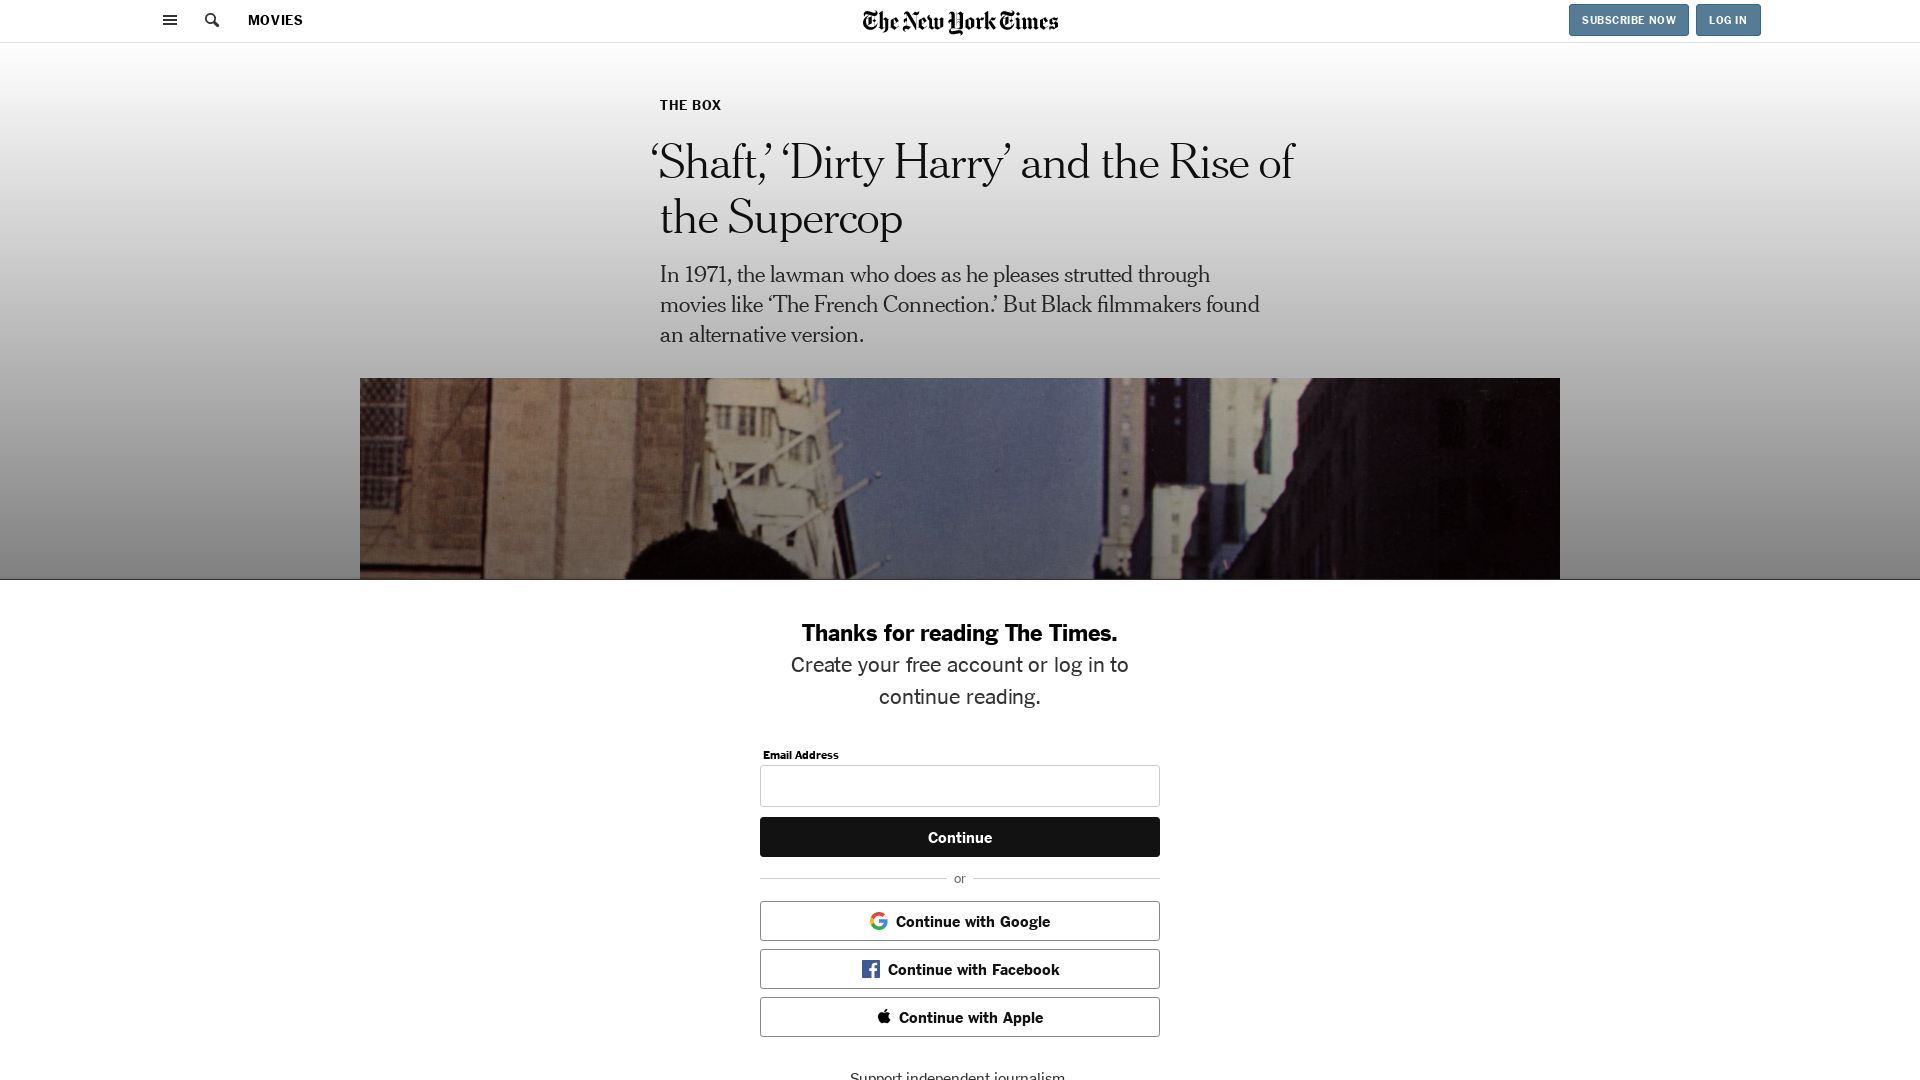 MOVIES
The New York Times
SUBSCRIBE NOW
LOG IN
THE BOX
‘Shaft,’ ‘Dirty Harry’ and the Rise of
the Supercop
In 1971, the lawman who does as he pleases strutted through
movies like ‘The French Connection.’ But Black filmmakers found
an alternative version.
Thanks for reading The Times.
Create your free account or log in to
continue reading.
Email Address
Continue
or
Continue with Google
Continue with Facebook
Continue with Apple
Support independent journalism